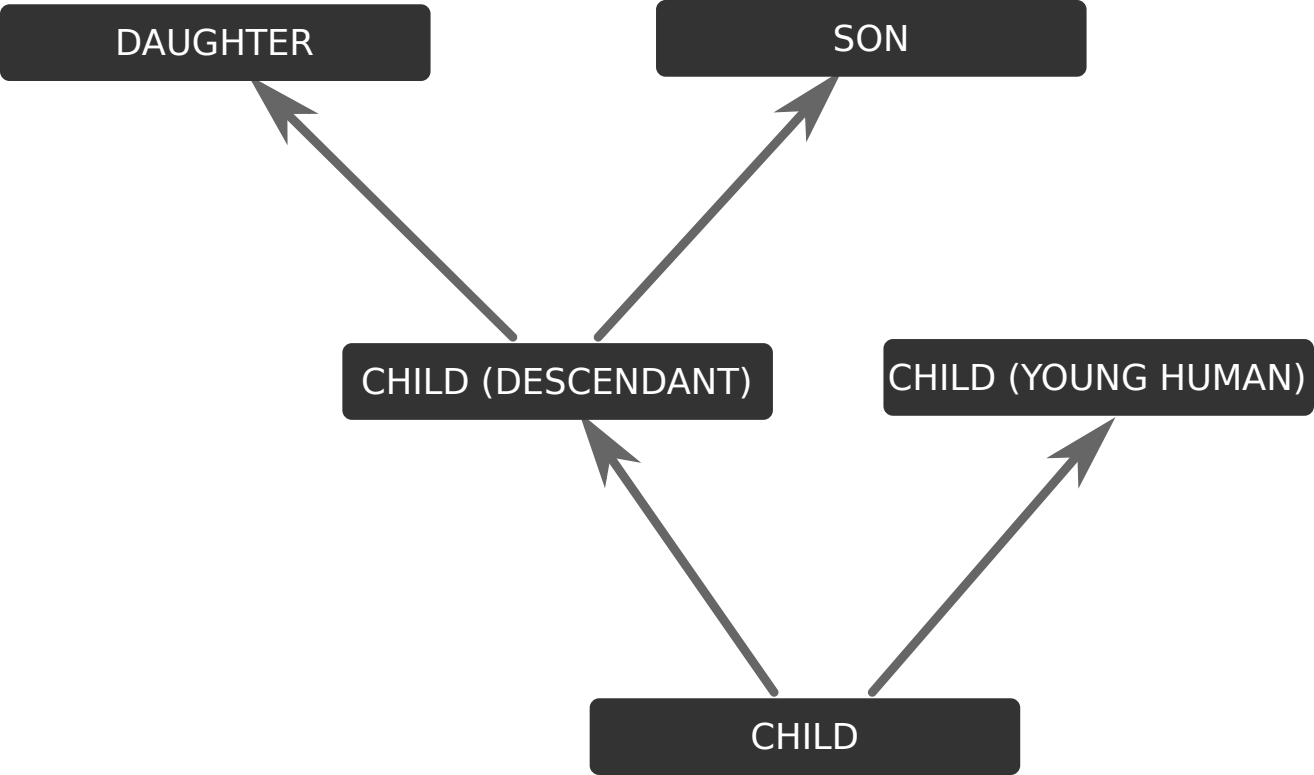 DAUGHTER
SON
CHILD (DESCENDANT)
CHILD (YOUNG HUMAN)
CHILD